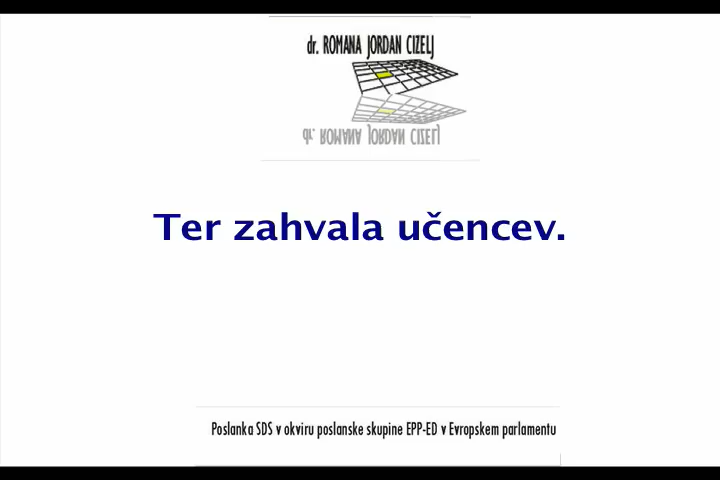 dr. ROMANA JORDAN CIZELJ
dr. ROMANA JORDAN CIZELJ
Ter zahvala učencev.
Poslanka SDS v okviru poslanske skupine EPP-ED v Evropskem parlamentu